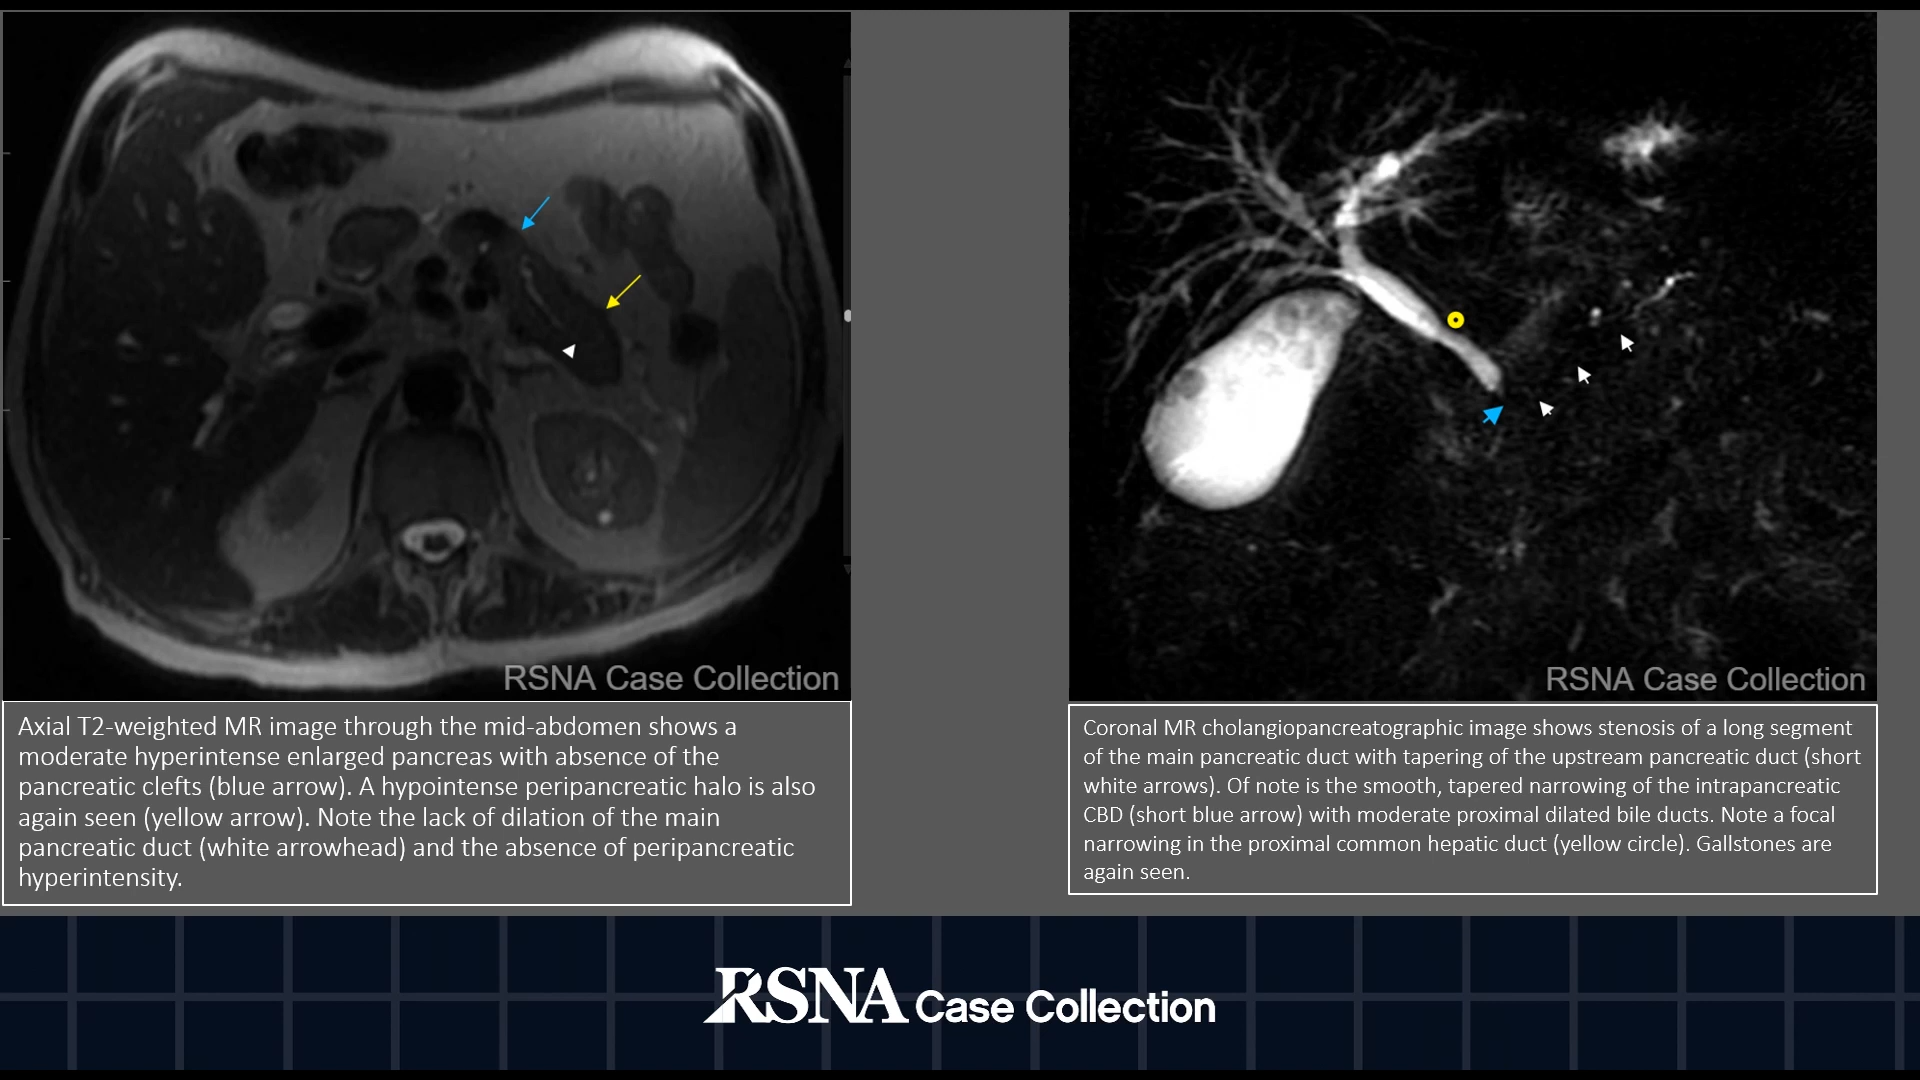 RSNA Case Collection
Axial T2-weighted MR image through the mid-abdomen shows a
moderate hyperintense enlarged pancreas with absence of the
pancreatic clefts (blue arrow). A hypointense peripancreatic halo is also
again seen (yellow arrow). Note the lack of dilation of the main
pancreatic duct (white arrowhead) and the absence of peripancreatic
hyperintensity.
RSNA Case Collection
Coronal MR cholangiopancreatographic image shows stenosis of a long segment
of the main pancreatic duct with tapering of the upstream pancreatic duct (short
white arrows). Of note is the smooth, tapered narrowing of the intrapancreatic
CBD (short blue arrow) with moderate proximal dilated bile ducts. Note a focal
narrowing in the proximal common hepatic duct (yellow circle). Gallstones are
again seen.
RSNA Case Collection